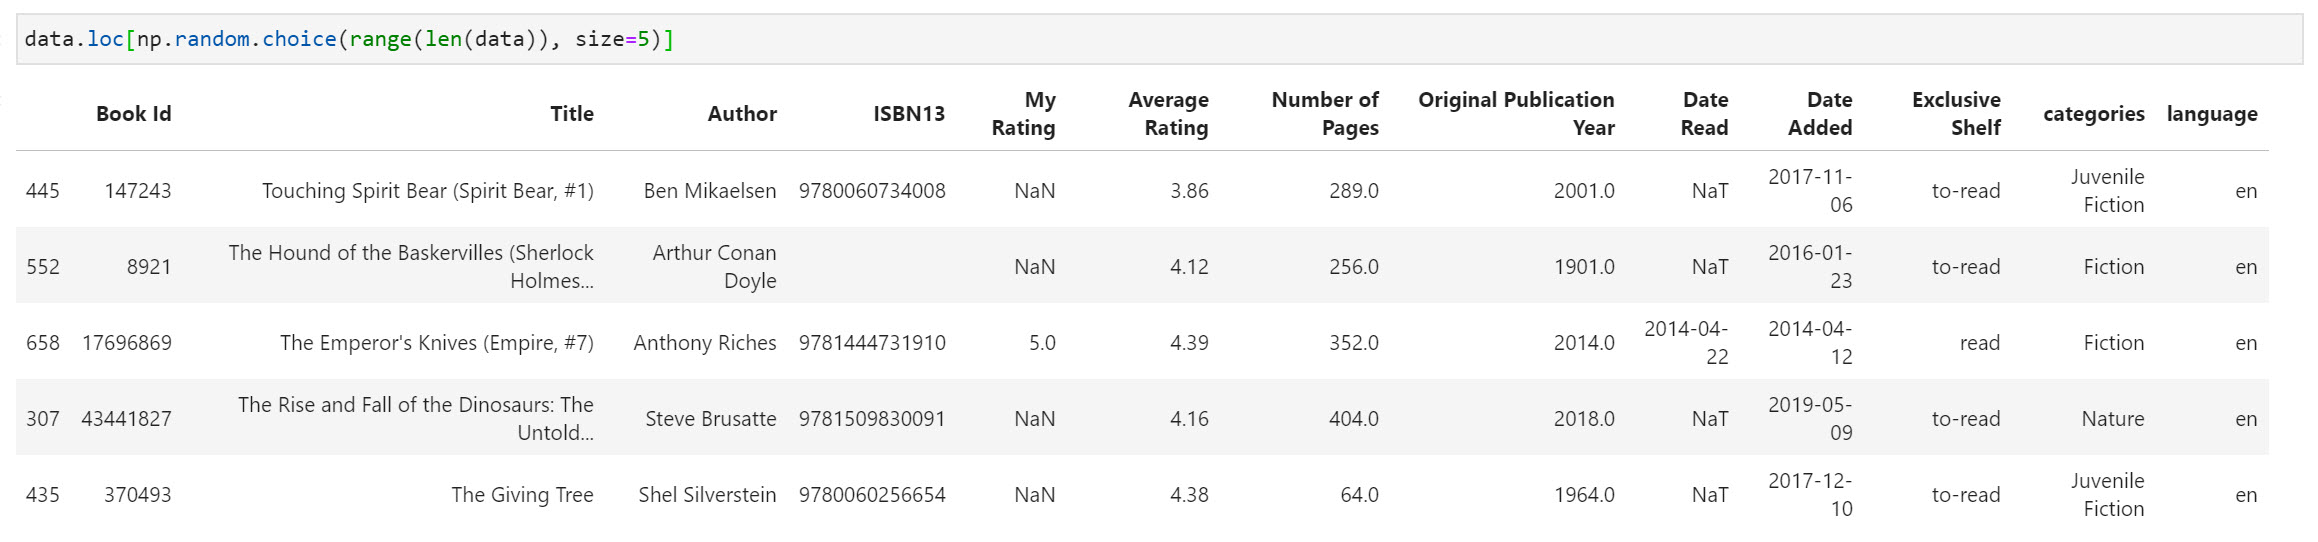 data.loc[np.random.choice(range(len(data)), size=5)]
Book Id Title Author ISBN13 My Rating Average Rating Number of Pages Original Publication Year Date Read Date Added Exclusive Shelf categories language
445 147243 Touching Spirit Bear (Spirit Bear, #1) Ben Mikaelsen 9780060734008 NaN 3.86 289.0 2001.0 NaT 2017-11-06 to-read Juvenile Fiction en
552 8921 The Hound of the Baskervilles (Sherlock Holmes... Arthur Conan Doyle NaN 4.12 256.0 1901.0 NaT 2016-01-23 to-read Fiction en
658 17696869 The Emperor's Knives (Empire, #7) Anthony Riches 9781444731910 5.0 4.39 352.0 2014.0 2014-04-22 2014-04-12 read Fiction en
307 43441827 The Rise and Fall of the Dinosaurs: The Untold... Steve Brusatte 9781509830091 NaN 4.16 404.0 2018.0 NaT 2019-05-09 to-read Nature en
435 370493 The Giving Tree Shel Silverstein 9780060256654 NaN 4.38 64.0 1964.0 NaT 2017-12-10 to-read Juvenile Fiction en